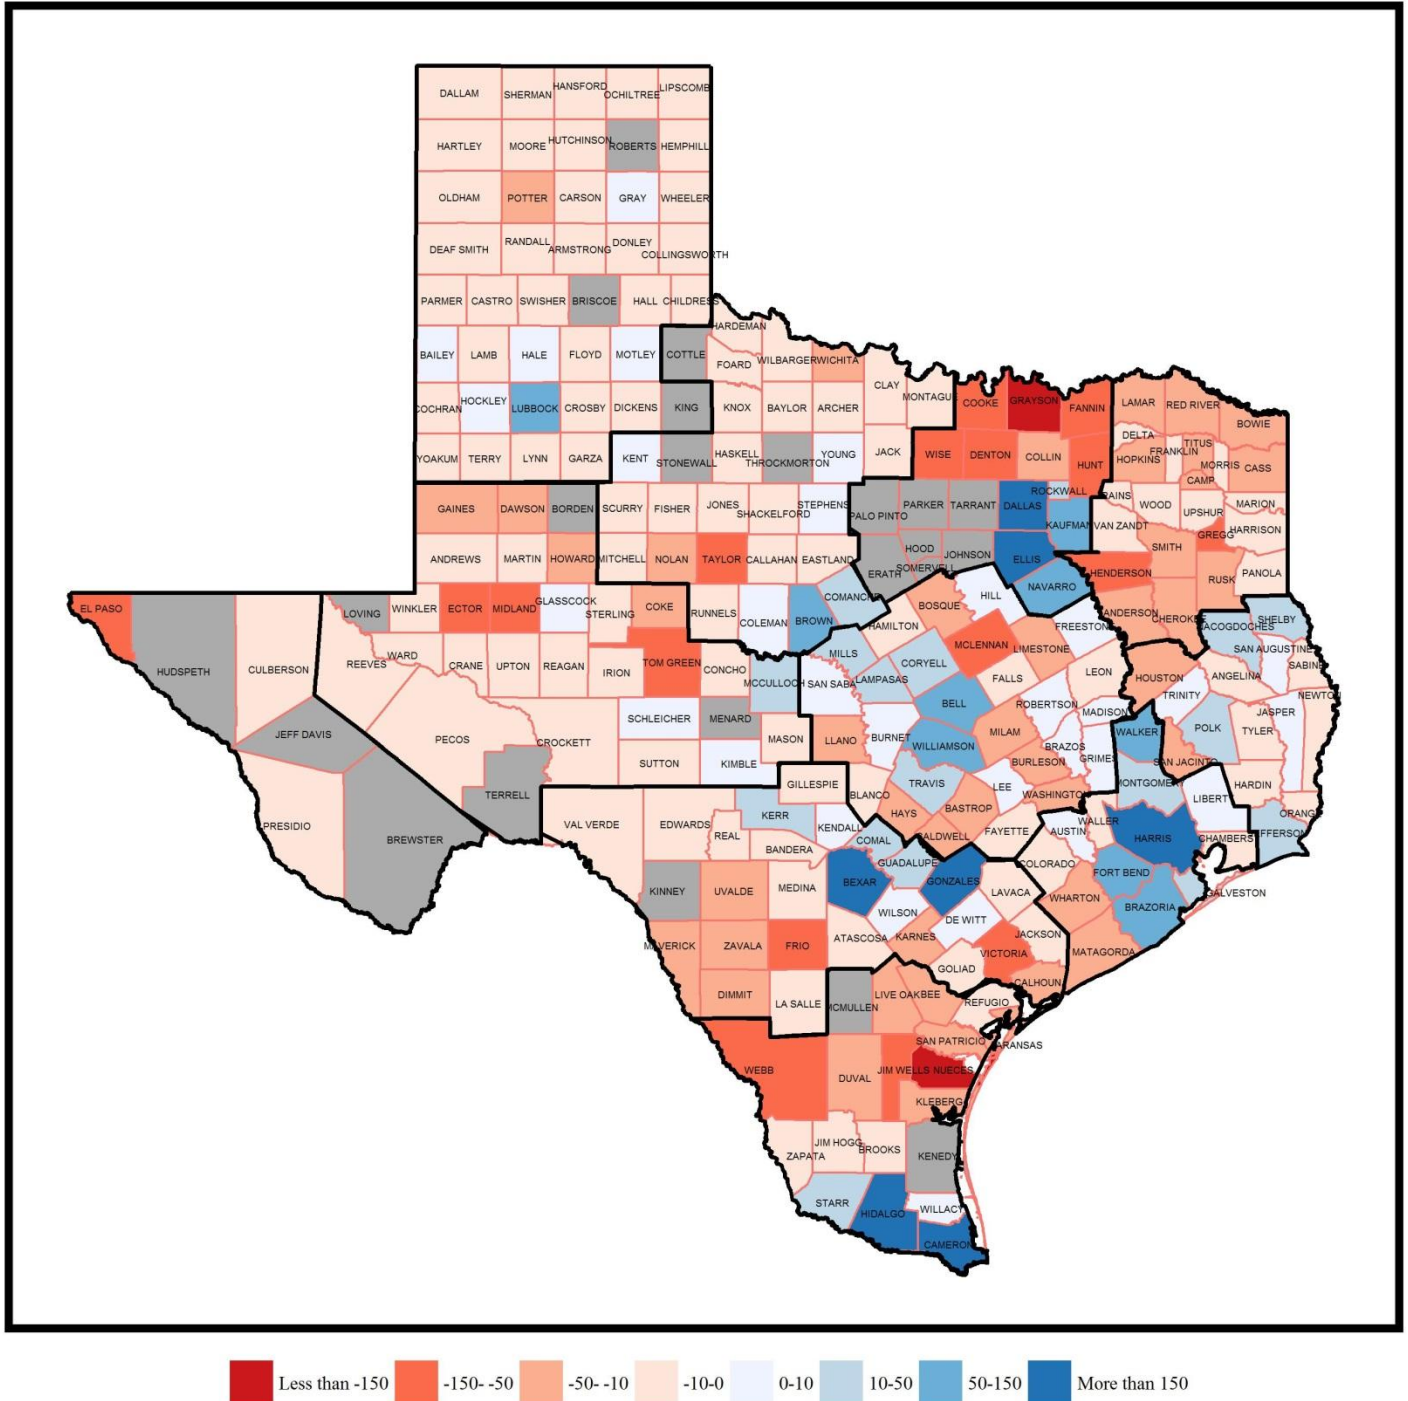 DALLAM
SHERMAN
HANSFORD
OCHILTREE
LIPSCOMB
HARTLEY
MOORE
HUTCHINSON
ROBERTS
HEMPHILL
OLDHAM
POTTER
CARSON
GRAY
WHEELER
DEAF SMITH
RANDALL
ARMSTRONG
DONLEY
COLLINGSWORTH
PARMER
CASTRO
SWISHER
BRISCOE
HALL
CHILDRESS
HARDEMAN
BAILEY
LAMB
HALE
FLOYD
MOTLEY
COTTLE
FOARD
WILBARGER
WICHITA
CLAY
MONTAGUE
COOKE
GRAYSON
FANNIN
LAMAR
RED RIVER
BOWIE
COCHRAN
HOCKLEY
LUBBOCK
CROSBY
DICKENS
KING
KNOX
BAYLOR
ARCHER
JACK
WISE
DENTON
COLLIN
HUNT
DELTA
HOPKINS
FRANKLIN
TITUS
MORRIS
CASS
CAMP
YOAKUM
TERRY
LYNN
GARZA
KENT
STONEWALL
HASKELL
THROCKMORTON
YOUNG
PALO PINTO
PARKER
TARRANT
DALLAS
ROCKWALL
KAUFMAN
RAINS
WOOD
UPSHUR
MARION
VAN ZANDT
GREGG
HARRISON
GAINES
DAWSON
BORDEN
SCURRY
FISHER
JONES
SHACKELFORD
STEPHENS
HOOD
JOHNSON
SOMERVELL
ERATH
ELLIS
HENDERSON
SMITH
RUSK
PANOLA
ANDREWS
MARTIN
HOWARD
MITCHELL
NOLAN
TAYLOR
CALLAHAN
EASTLAND
COMANCHE
HILL
NAVARRO
ANDERSON
CHEROKEE
NACOGDOCHES
SHELBY
EL PASO
HUDSPETH
CULBERSON
LOVING
WINKLER
ECTOR
MIDLAND
GLASSCOCK
STERLING
COKE
RUNNELS
COLEMAN
BROWN
HAMILTON
BOSQUE
MCLENNAN
LIMESTONE
FREESTONE
SAN AUGUSTINE
SABINE
REEVES
WARD
CRANE
UPTON
REAGAN
IRION
TOM GREEN
CONCHO
MCCULLOCH
SAN SABA
MILLS
LAMPASAS
CORYELL
BELL
FALLS
LEON
HOUSTON
TRINITY
ANGELINA
NEWTON
JEFF DAVIS
PECOS
CROCKETT
SCHLEICHER
MENARD
MASON
LLANO
BURNET
WILLIAMSON
MILAM
ROBERTSON
MADISON
BRAZOS
GRIMES
WALKER
POLK
TYLER
JASPER
SAN JACINTO
PRESIDIO
BREWSTER
TERRELL
SUTTON
KIMBLE
GILLESPIE
BLANCO
TRAVIS
LEE
BURLESON
WASHINGTON
MONTGOMERY
LIBERTY
HARDIN
ORANGE
VAL VERDE
EDWARDS
REAL
KERR
BANDERA
KENDALL
COMAL
HAYS
CALDWELL
BASTROP
FAYETTE
AUSTIN
WALLER
HARRIS
CHAMBERS
JEFFERSON
KINNEY
UVALDE
MEDINA
BEXAR
GUADALUPE
GONZALES
LAVACA
COLORADO
FORT BEND
BRAZORIA
GALVESTON
WHARTON
MAVERICK
ZAVALA
FRIO
ATASCOSA
WILSON
KARNES
DE WITT
VICTORIA
JACKSON
MATAGORDA
DIMMIT
LA SALLE
MCMULLEN
LIVE OAK
BEE
GOLIAD
CALHOUN
REFUGIO
WEBB
DUVAL
JIM WELLS
NUECES
SAN PATRICIO
ARANSAS
KLEBERG
ZAPATA
JIM HOGG
BROOKS
KENEDY
STARR
HIDALGO
WILLACY
CAMERON
Less than -150 -150- -50 -50- -10 -10-0 0-10 10-50 50-150 More than 150